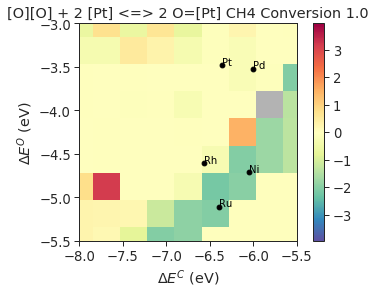 [O][O] + 2 [Pt] <=> 2 O=[Pt] CH4 Conversion 1.0
−3.0
−3.5
−4.0
−4.5
−5.0
−5.5
ΔE^O (eV)
Pt
Pd
Rh
Ni
Ru
−8.0 −7.5 −7.0 −6.5 −6.0 −5.5
ΔE^C (eV)
3
2
1
0
−1
−2
−3